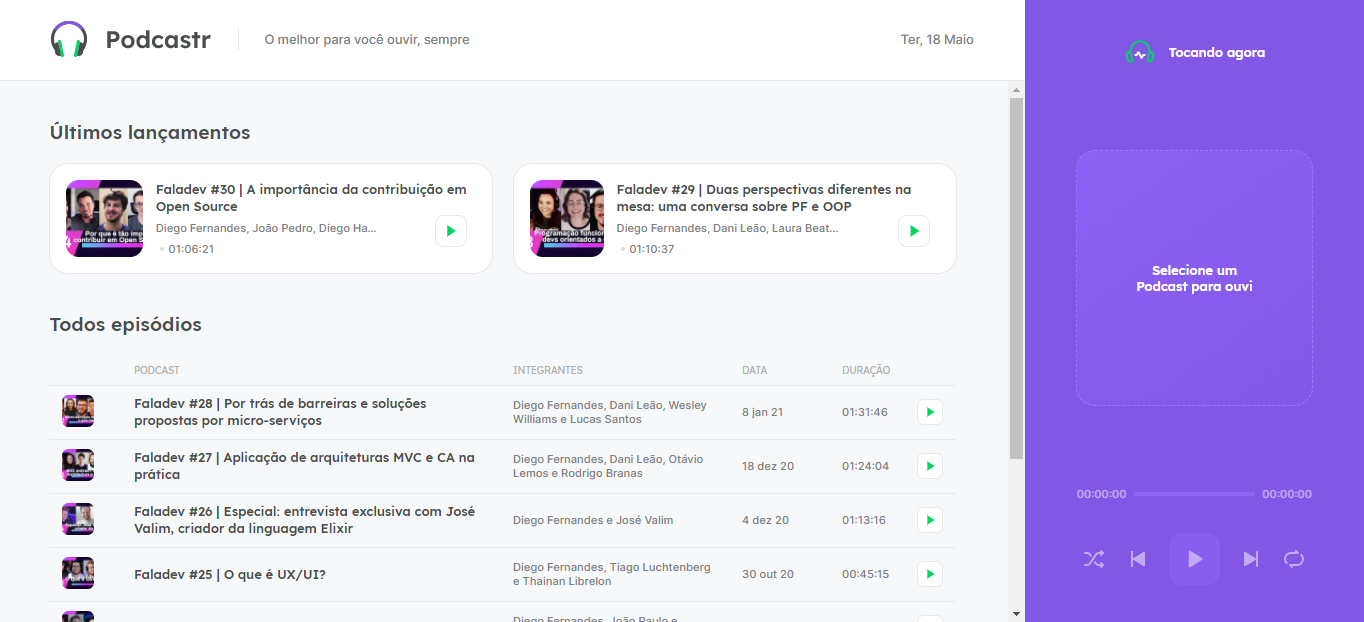 Podcastr
O melhor para você ouvir, sempre
Ter, 18 Maio
Tocando agora
Últimos lançamentos
Faladev #30 | A importância da contribuição em
Open Source
Diego Fernandes, João Pedro, Diego Ha...
01:06:21
Faladev #29 | Duas perspectivas diferentes na
mesa: uma conversa sobre PF e OOP
Diego Fernandes, Dani Leão, Laura Beat...
01:10:37
Selecione um
Podcast para ouvi
Todos episódios
PODCAST
INTEGRANTES
DATA
DURAÇÃO
Faladev #28 | Por trás de barreiras e soluções
propostas por micro-serviços
Diego Fernandes, Dani Leão, Wesley
Williams e Lucas Santos
8 jan 21
01:31:46
Faladev #27 | Aplicação de arquiteturas MVC e CA na
prática
Diego Fernandes, Dani Leão, Otávio
Lemos e Rodrigo Branas
18 dez 20
01:24:04
Faladev #26 | Especial: entrevista exclusiva com José
Valim, criador da linguagem Elixir
Diego Fernandes e José Valim
4 dez 20
01:13:16
Faladev #25 | O que é UX/UI?
Diego Fernandes, Tiago Luchtenberg
e Thainan Librelon
30 out 20
00:45:15
Diego Fernandes, João Paulo e
00:00:00
00:00:00